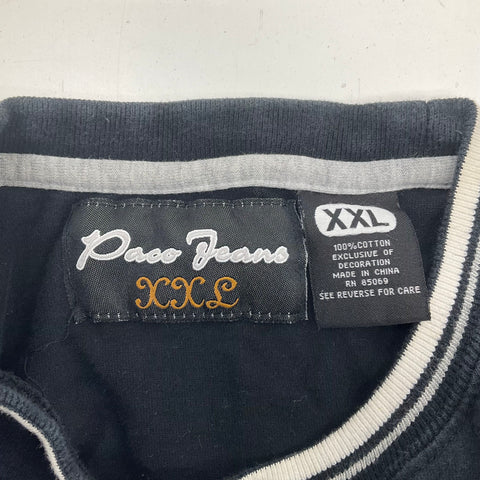 Paco Jeans
XXL
XXL
100%COTTON
EXCLUSIVE OF
DECORATION
MADE IN CHINA
RN 85069
SEE REVERSE FOR CARE